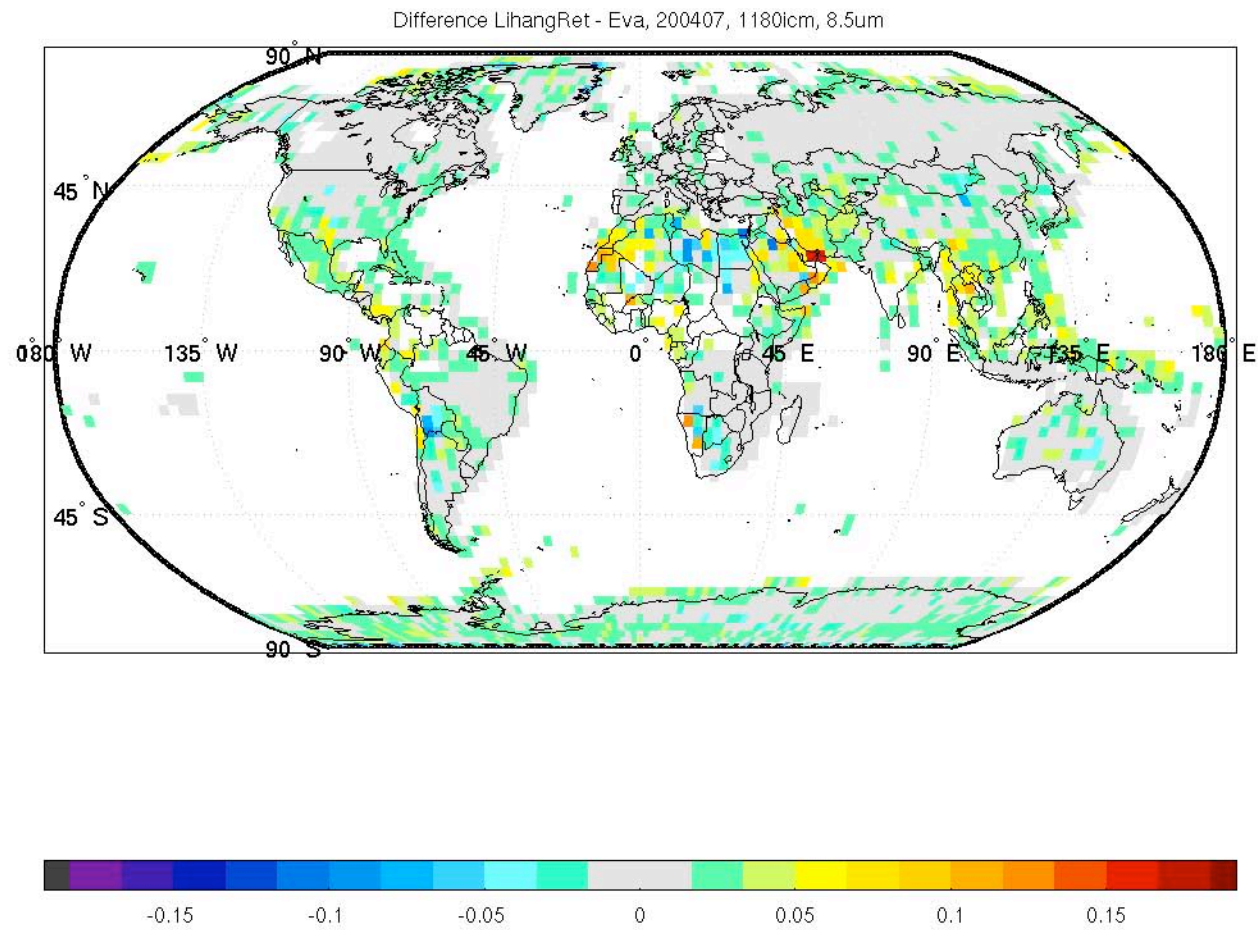 Difference LihangRet - Eva, 200407, 1180icm, 8.5um
90° N
45° N
0180° W 135° W 90° W 45° W 0° 45° E 90° E 135° E 180° E
45° S
90° S
-0.15 -0.1 -0.05 0 0.05 0.1 0.15